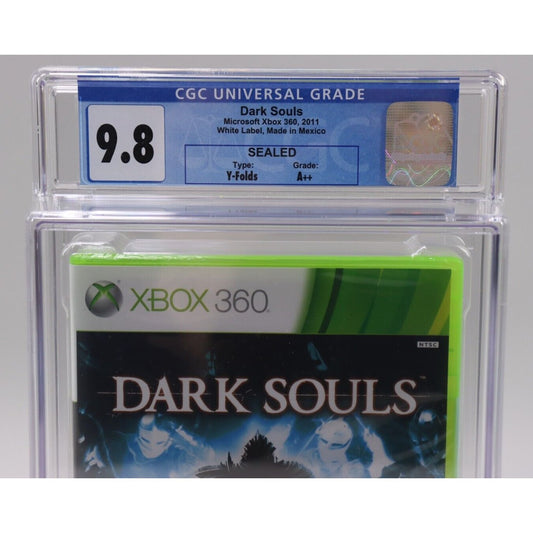 CGC UNIVERSAL GRADE
9.8
Dark Souls
Microsoft Xbox 360, 2011
White Label, Made in Mexico
SEALED
Type: Grade:
Y-Folds A++
XBOX 360
NTSC
DARK SOULS